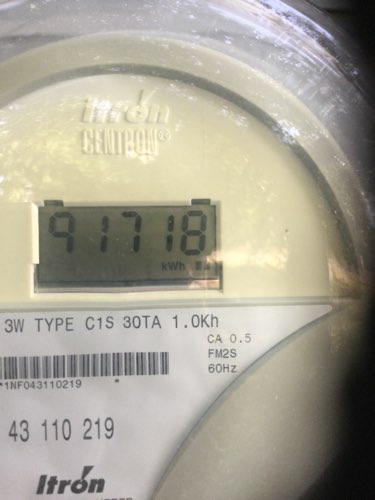 Itron
CENTRON®
91718
kWh
3W TYPE C1S 30TA 1.0Kh
CA 0.5
FM2S
60Hz
*1NF043110219 *
43 110 219
Itron